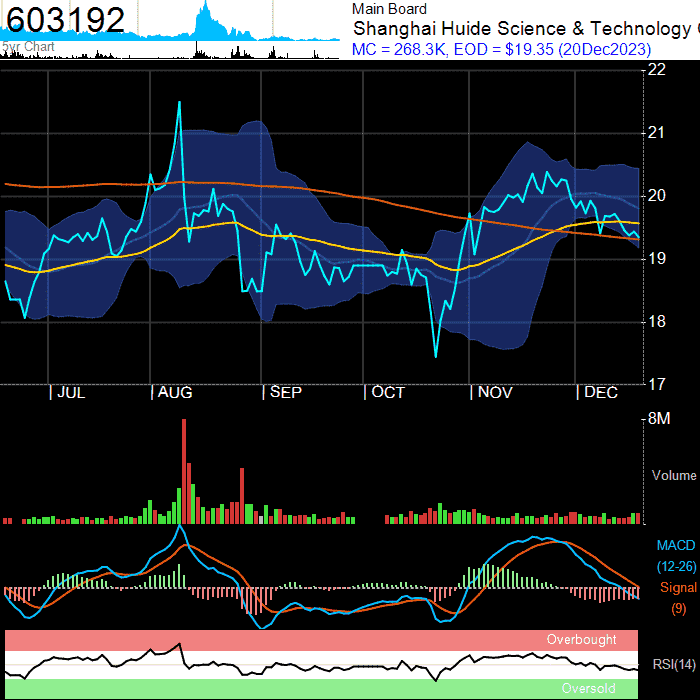 603192
5yr Chart
Main Board
Shanghai Huide Science & Technology
MC = 268.3K, EOD = $19.35 (20Dec2023)
22
21
20
19
18
17
| JUL | AUG | SEP | OCT | NOV | DEC
8M
Volume
MACD
(12-26)
Signal
(9)
Overbought
RSI(14)
Oversold